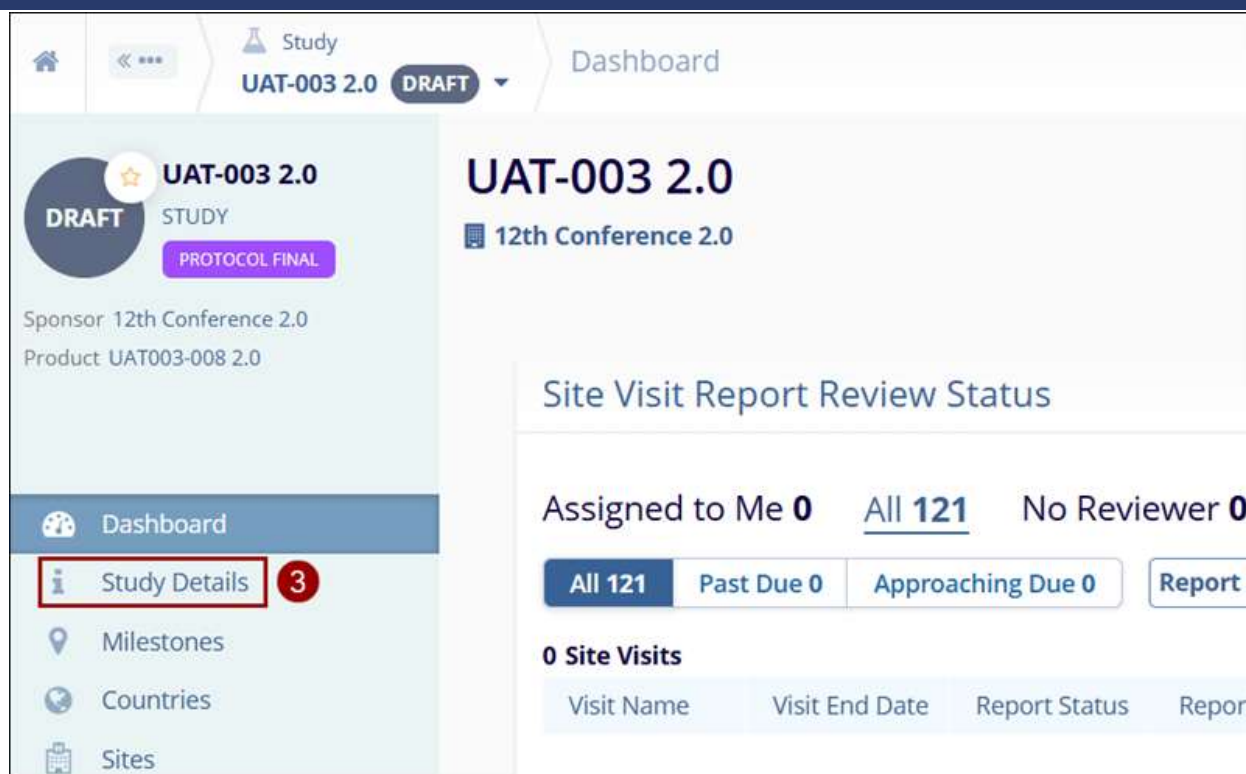 Study
UAT-003 2.0 DRAFT
Dashboard
DRAFT
UAT-003 2.0
STUDY
PROTOCOL FINAL
Sponsor 12th Conference 2.0
Product UAT003-008 2.0
Dashboard
Study Details 3
Milestones
Countries
Sites
UAT-003 2.0
12th Conference 2.0
Site Visit Report Review Status
Assigned to Me 0 All 121 No Reviewer 0
All 121 Past Due 0 Approaching Due 0 Report
0 Site Visits
Visit Name Visit End Date Report Status Repor